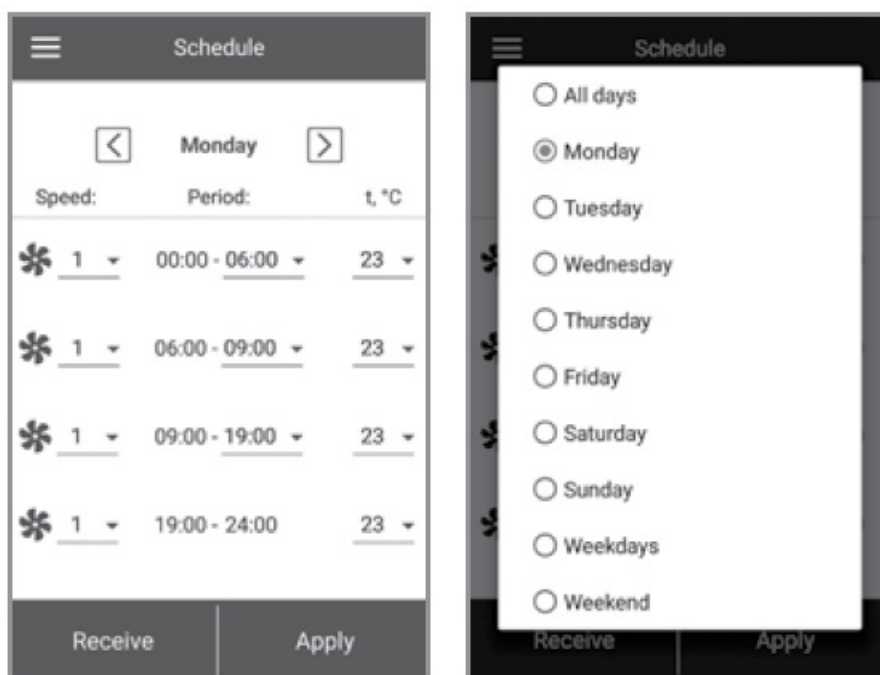 Schedule
Monday
Speed: Period: t, °C
1 00:00 - 06:00 23
1 06:00 - 09:00 23
1 09:00 - 19:00 23
1 19:00 - 24:00 23
Receive Apply
Schedule
All days
Monday
Tuesday
Wednesday
Thursday
Friday
Saturday
Sunday
Weekdays
Weekend
Receive Apply